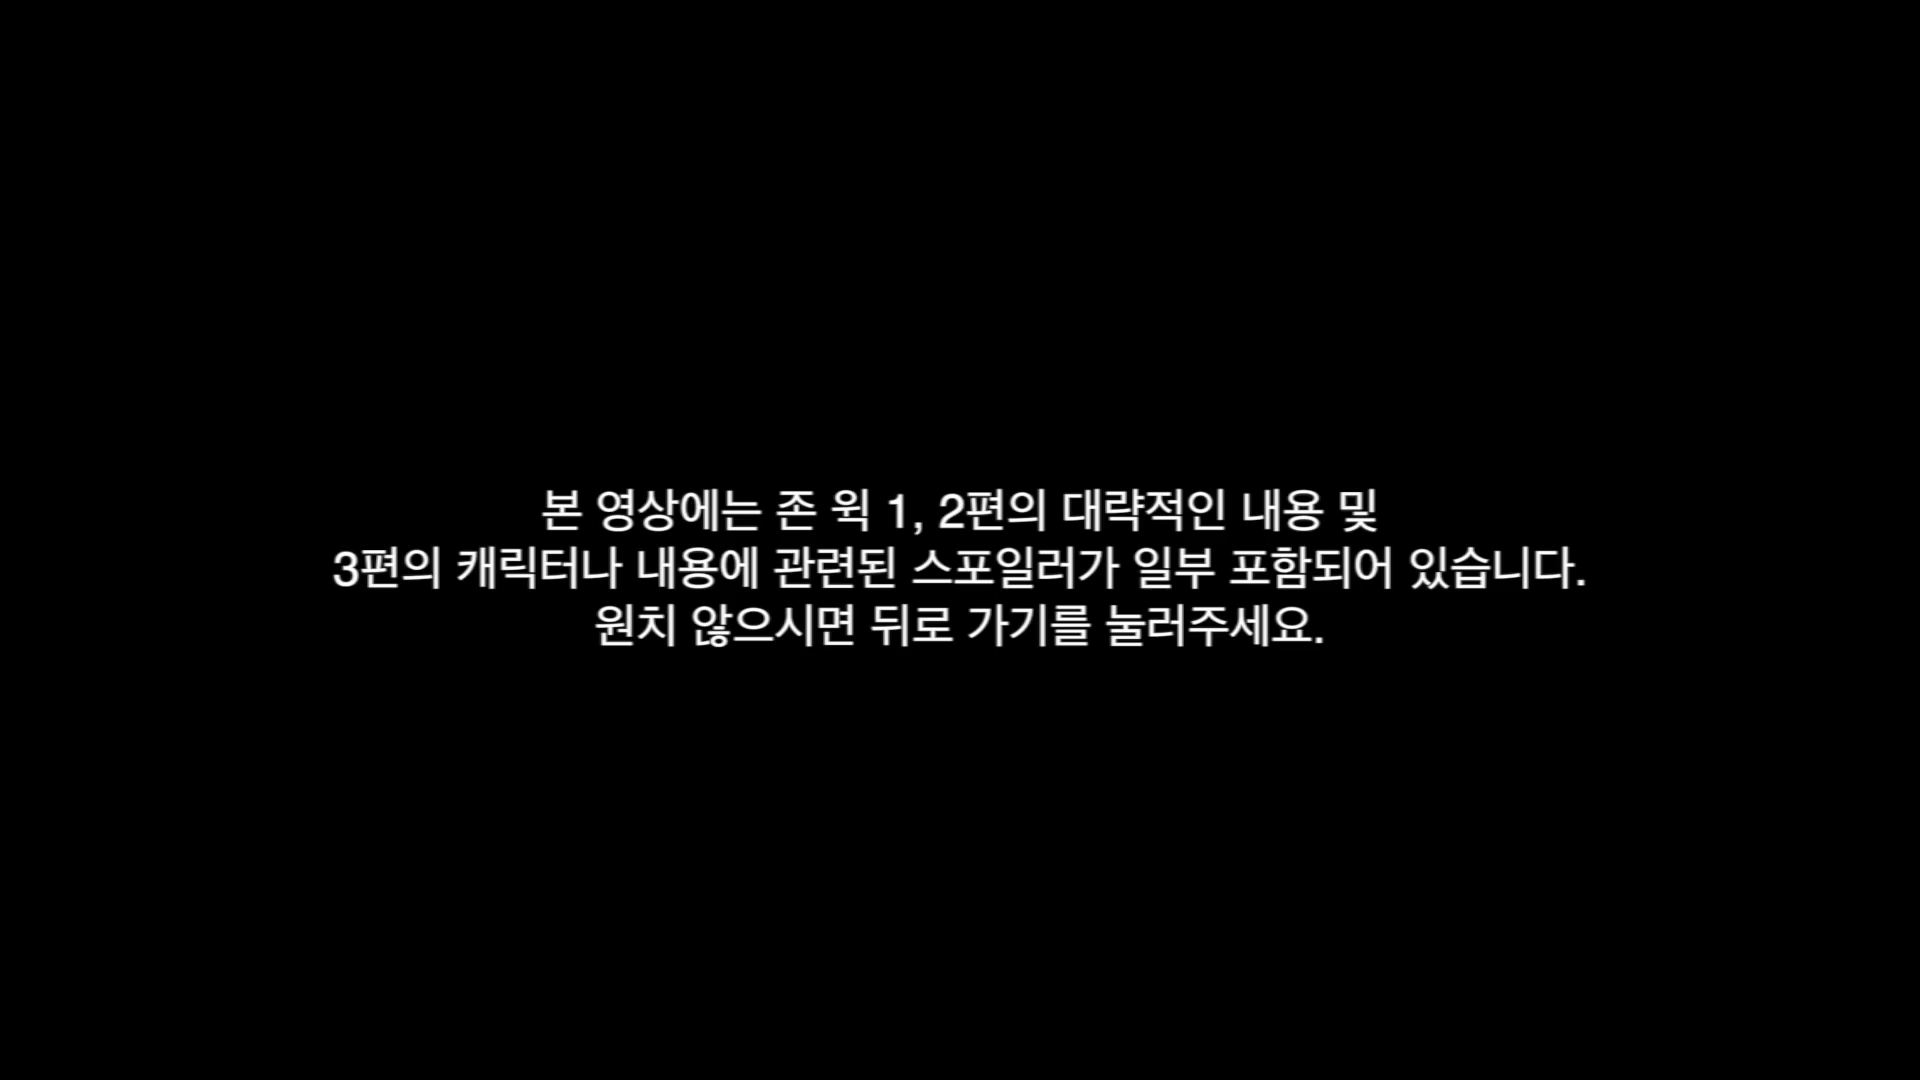 본 영상에는 존 윅 1, 2편의 대략적인 내용 및
3편의 캐릭터나 내용에 관련된 스포일러가 일부 포함되어 있습니다.
원치 않으시면 뒤로 가기를 눌러주세요.